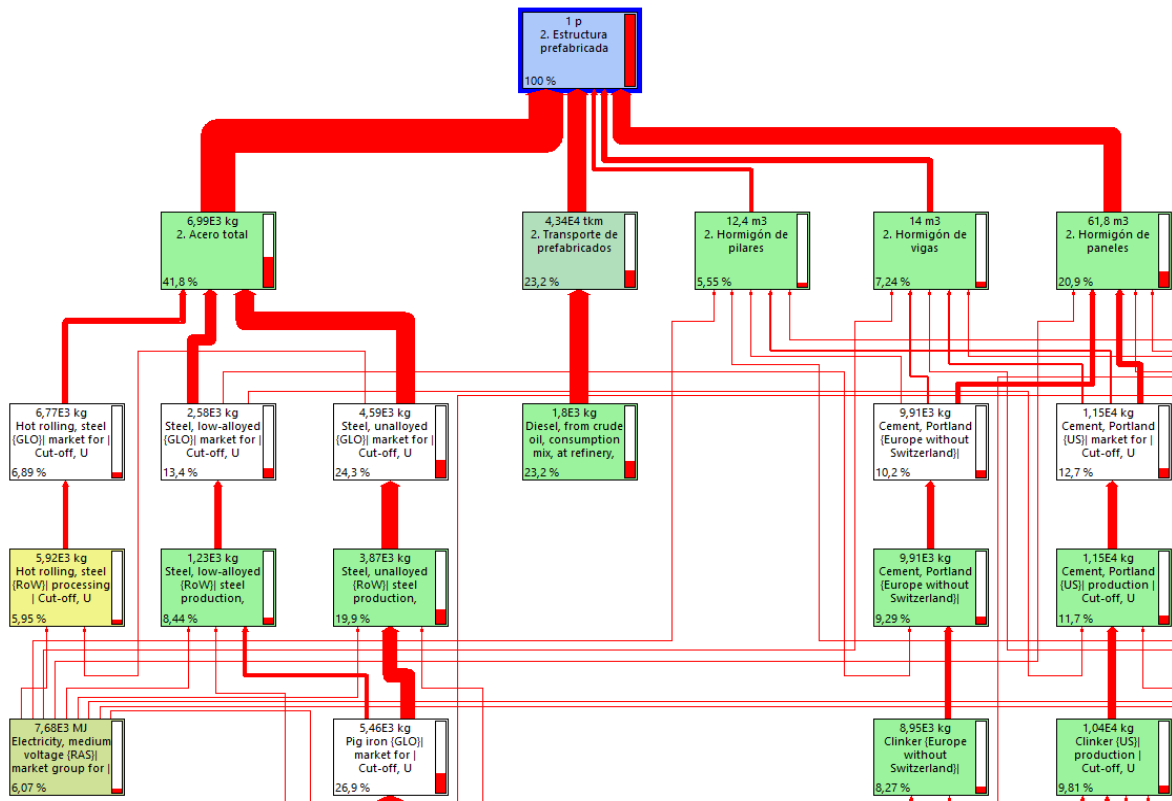 1 p
2. Estructura
prefabricada
100 %
6,99E3 kg
2. Acero total
41,8 %
4,34E4 tkm
2. Transporte de
prefabricados
23,2 %
12,4 m3
2. Hormigón de
pilares
5,55 %
14 m3
2. Hormigón de
vigas
7,24 %
61,8 m3
2. Hormigón de
paneles
20,9 %
6,77E3 kg
Hot rolling, steel
{GLO}| market for |
Cut-off, U
6,89 %
2,58E3 kg
Steel, low-alloyed
{GLO}| market for |
Cut-off, U
13,4 %
4,59E3 kg
Steel, unalloyed
{GLO}| market for |
Cut-off, U
24,3 %
1,8E3 kg
Diesel, from crude
oil, consumption
mix, at refinery,
23,2 %
9,91E3 kg
Cement, Portland
{Europe without
Switzerland}|
10,2 %
1,15E4 kg
Cement, Portland
{US}| market for |
Cut-off, U
12,7 %
5,92E3 kg
Hot rolling, steel
{RoW}| processing
| Cut-off, U
5,95 %
1,23E3 kg
Steel, low-alloyed
{RoW}| steel
production,
8,44 %
3,87E3 kg
Steel, unalloyed
{RoW}| steel
production,
19,9 %
9,91E3 kg
Cement, Portland
{Europe without
Switzerland}|
9,29 %
1,15E4 kg
Cement, Portland
{US}| production |
Cut-off, U
11,7 %
7,68E3 MJ
Electricity, medium
voltage {RAS}|
market group for |
6,07 %
5,46E3 kg
Pig iron {GLO}|
market for |
Cut-off, U
26,9 %
8,95E3 kg
Clinker {Europe
without
Switzerland}|
8,27 %
1,04E4 kg
Clinker {US}|
production |
Cut-off, U
9,81 %